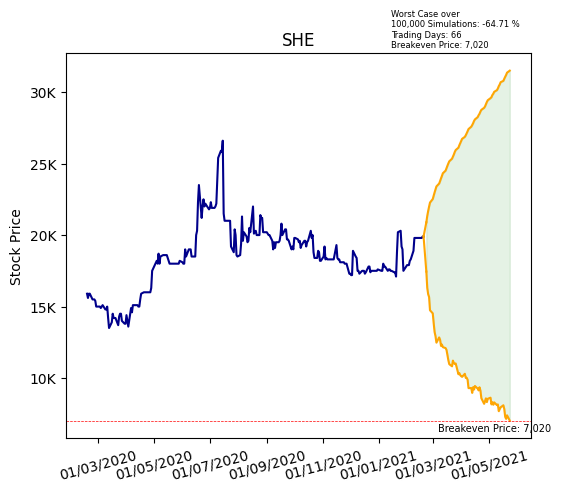 Worst Case over
100,000 Simulations: -64.71 %
Trading Days: 66
Breakeven Price: 7,020
SHE
Stock Price
30K
25K
20K
15K
10K
Breakeven Price: 7,020
01/03/2020
01/05/2020
01/07/2020
01/09/2020
01/11/2020
01/01/2021
01/03/2021
01/05/2021